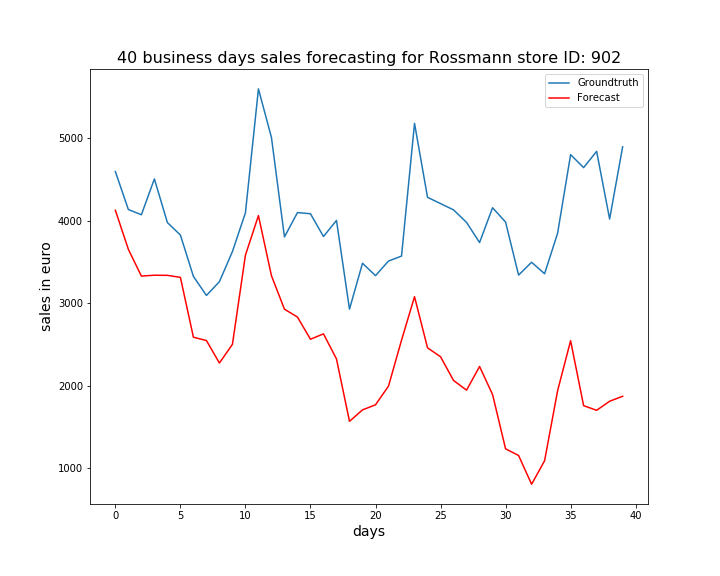 40 business days sales forecasting for Rossmann store ID: 902
Groundtruth
Forecast
5000
4000
3000
2000
1000
sales in euro
0 5 10 15 20 25 30 35 40
days